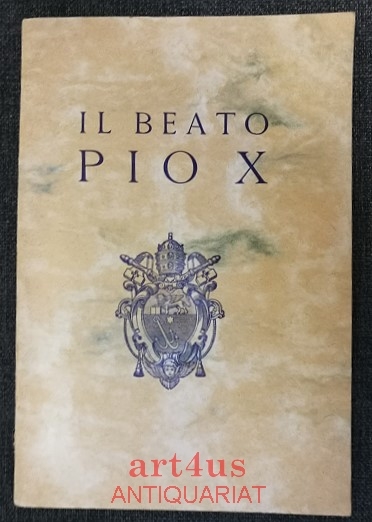 IL BEATO
PIO X
art4us
ANTIQUARIAT